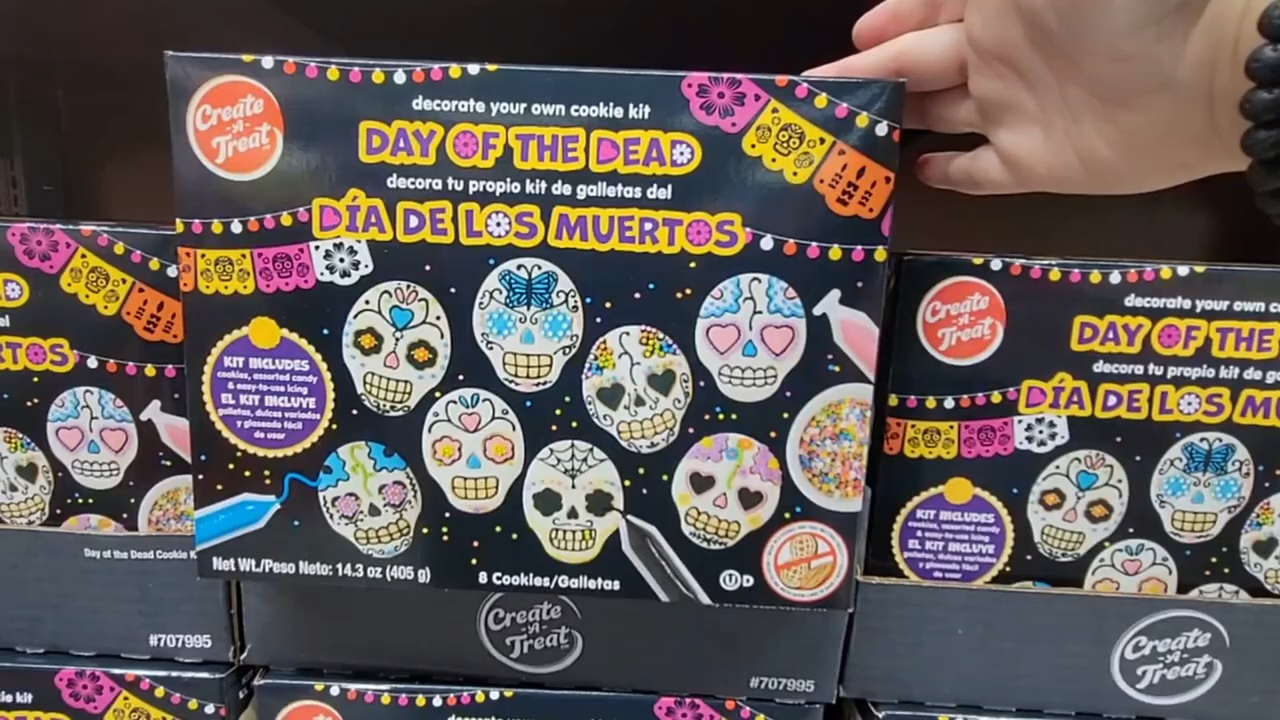 Create
-A-
Treat
decorate your own cookie kit
DAY OF THE DEAD
decora tu propio kit de galletas del
DÍA DE LOS MUERTOS
KIT INCLUDES
cookies, assorted candy
& easy-to-use icing
EL KIT INCLUYE
galletas, dulces variados
y glaseado fácil
de usar
Net Wt./Peso Neto: 14.3 oz (405 g)
8 Cookies/Galletas
U D
Create
-A-
Treat
#707995
el
RTOS
Day of the Dead Cookie K
#707995
Create
-A-
Treat
decorate your own c
DAY OF THE
decora tu propio kit de ga
DÍA DE LOS MU
KIT INCLUDES
cookies, assorted candy
& easy-to-use icing
EL KIT INCLUYE
galletas, dulces variados
y glaseado fácil
de usar
Create
-A-
Treat
kit